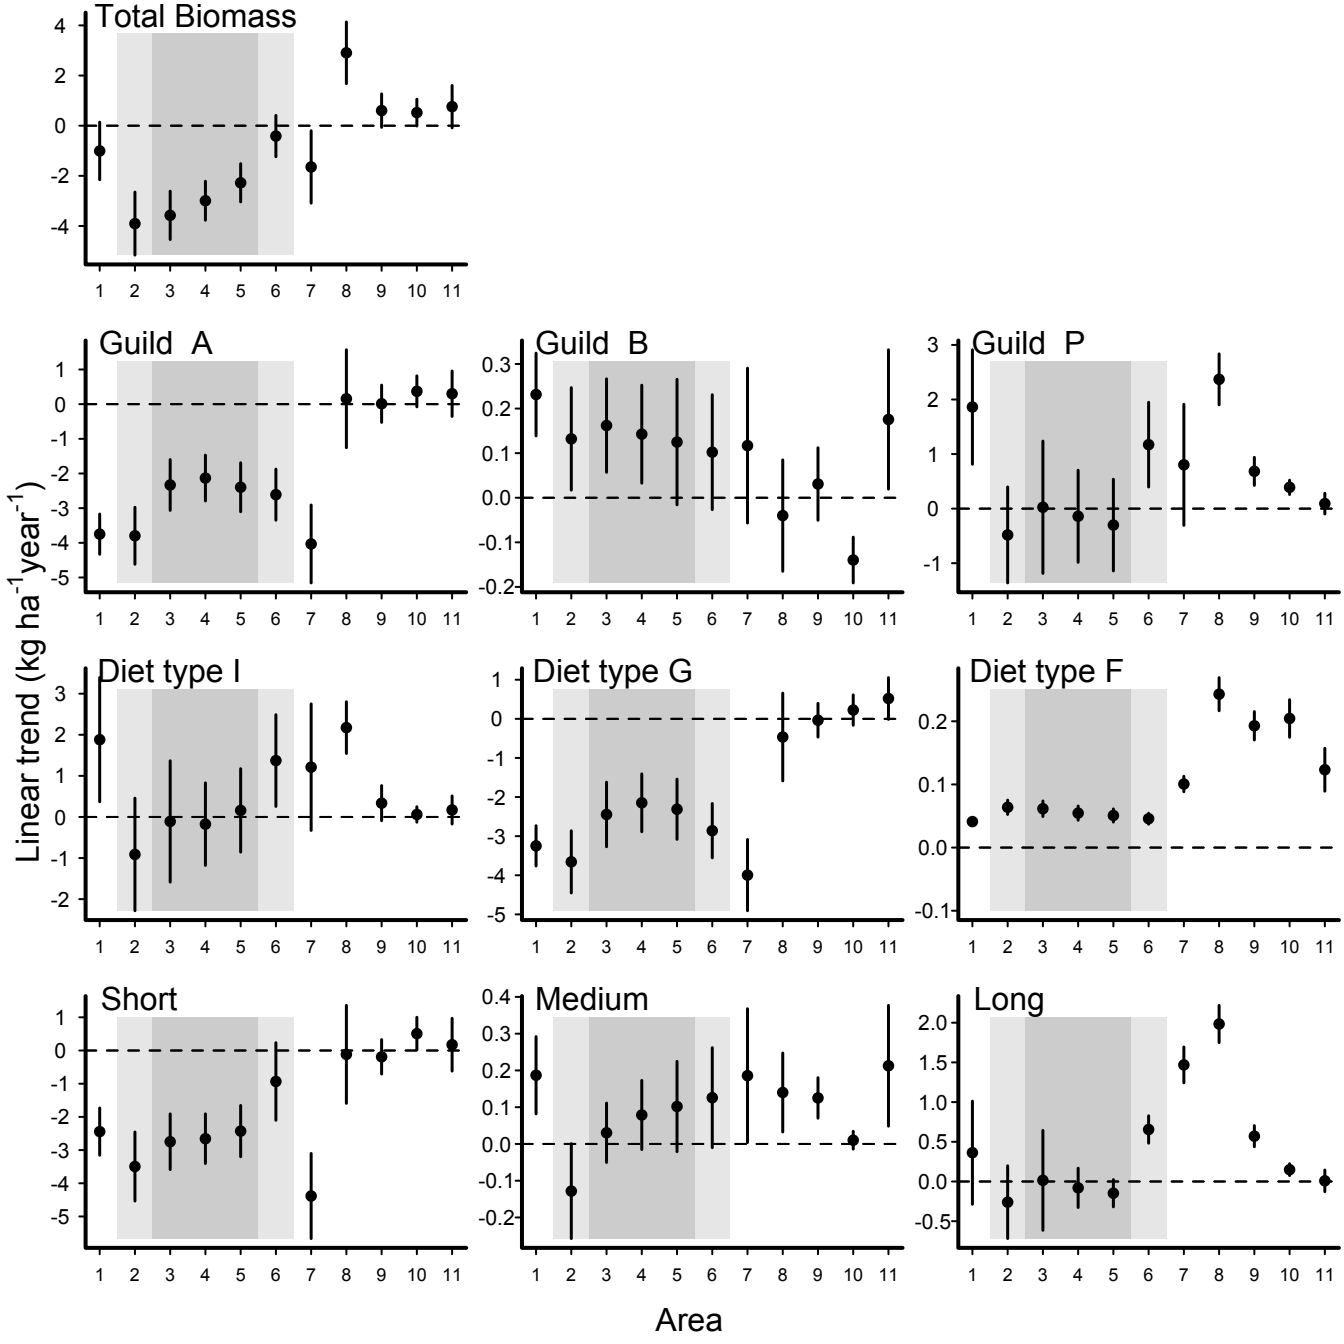 Total Biomass
4
2
0
-2
-4
1 2 3 4 5 6 7 8 9 10 11
Linear trend (kg ha⁻¹year⁻¹)
Guild A
1
0
-1
-2
-3
-4
-5
1 2 3 4 5 6 7 8 9 10 11
Guild B
0.3
0.2
0.1
0.0
-0.1
-0.2
1 2 3 4 5 6 7 8 9 10 11
Guild P
3
2
1
0
-1
1 2 3 4 5 6 7 8 9 10 11
Diet type I
3
2
1
0
-1
-2
1 2 3 4 5 6 7 8 9 10 11
Diet type G
1
0
-1
-2
-3
-4
-5
1 2 3 4 5 6 7 8 9 10 11
Diet type F
0.2
0.1
0.0
-0.1
1 2 3 4 5 6 7 8 9 10 11
Short
1
0
-1
-2
-3
-4
-5
1 2 3 4 5 6 7 8 9 10 11
Medium
0.4
0.3
0.2
0.1
0.0
-0.1
-0.2
1 2 3 4 5 6 7 8 9 10 11
Long
2.0
1.5
1.0
0.5
0.0
-0.5
1 2 3 4 5 6 7 8 9 10 11
Area